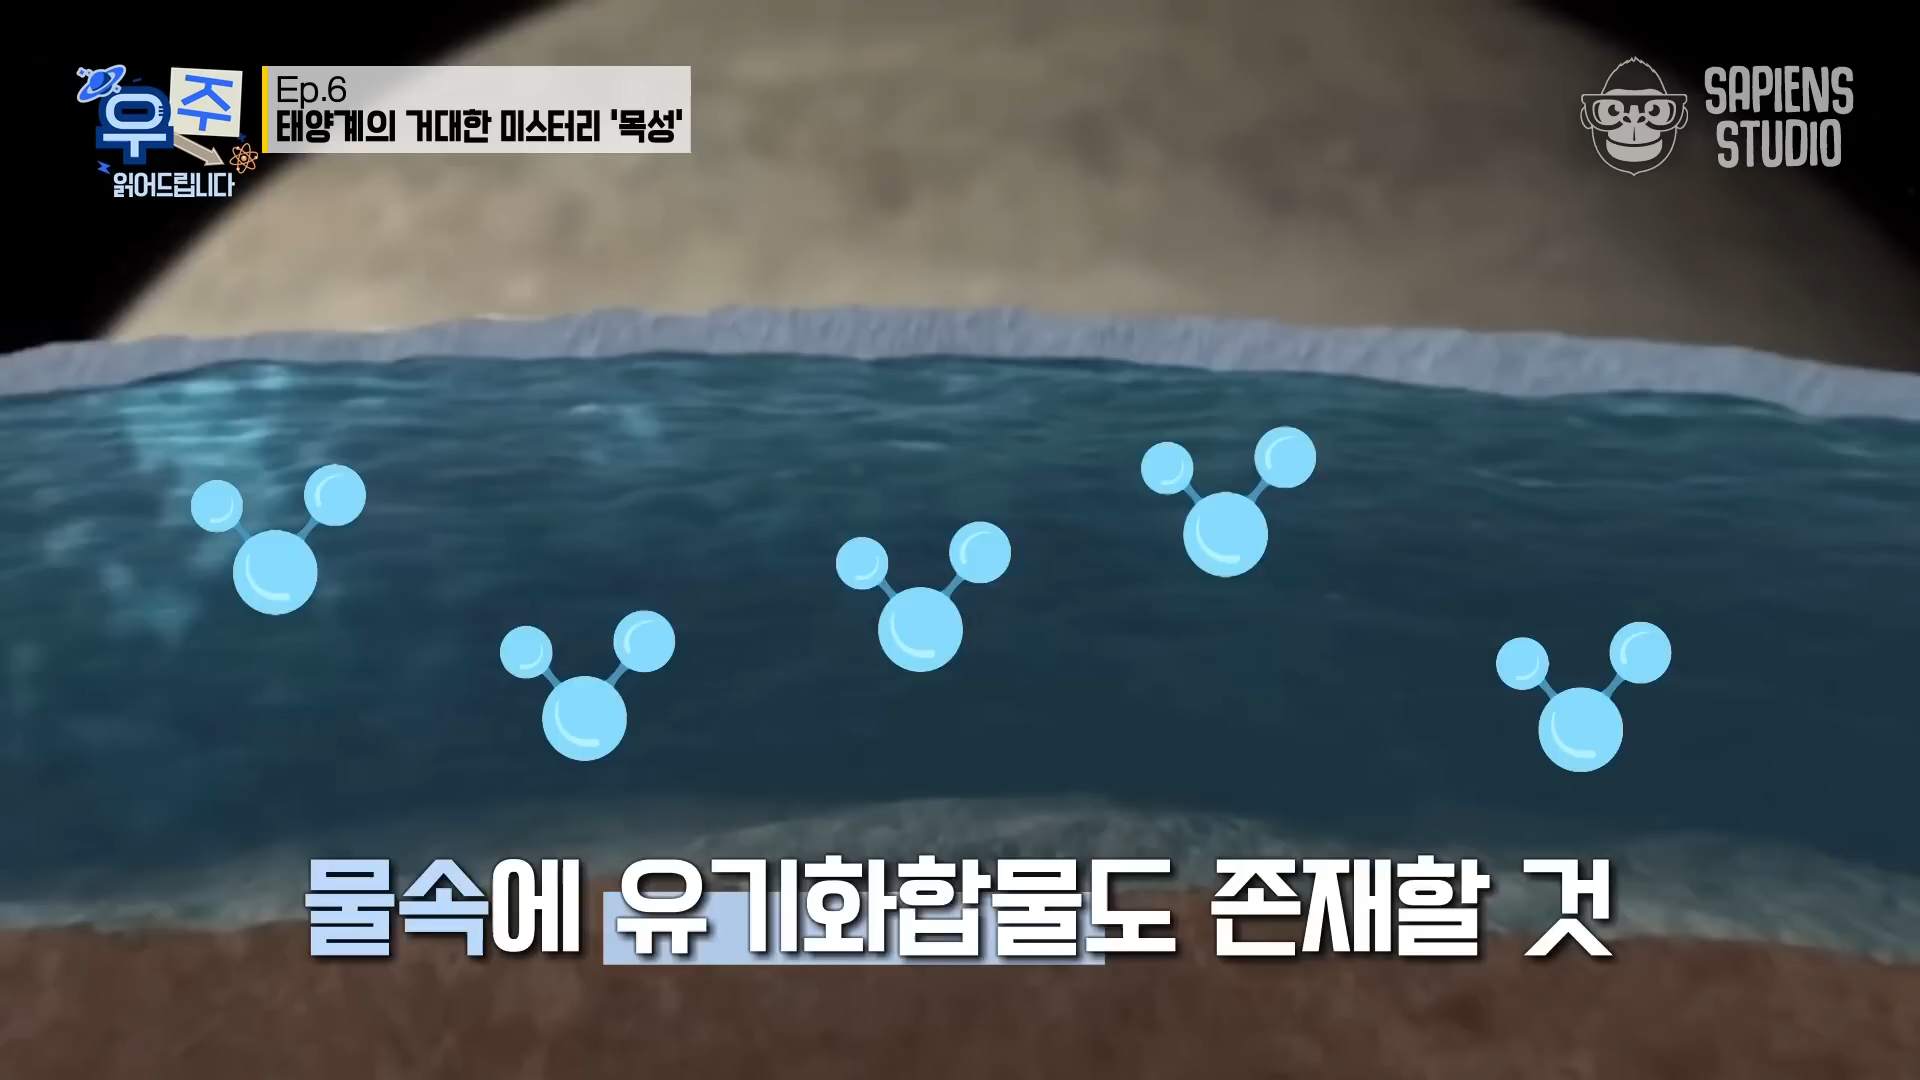 우주
읽어드립니다
Ep.6
태양계의 거대한 미스터리 '목성'
SAPIENS
STUDIO
물속에 유기화합물도 존재할 것